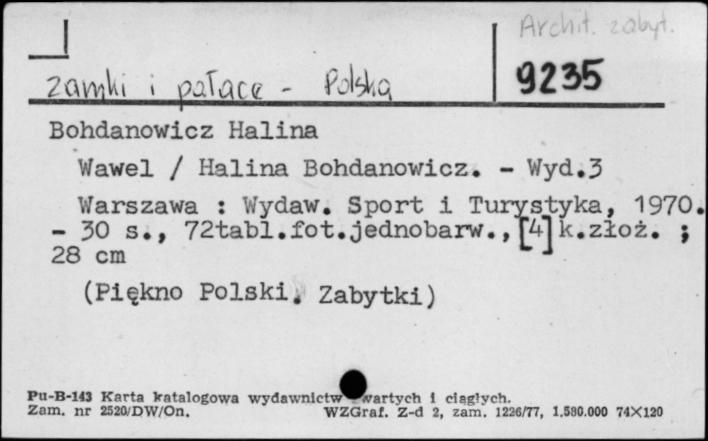 Archit. zabyt.
zamki i pałace - Polska
9235
Bohdanowicz Halina
Wawel / Halina Bohdanowicz. - Wyd.3
Warszawa : Wydaw. Sport i Turystyka, 1970.
- 30 s., 72tabl.fot.jednobarw.,[4]k.złoż. ;
28 cm
(Piękno Polski. Zabytki)
Pu-B-143 Karta katalogowa wydawnictw zwartych i ciągłych.
Zam. nr 2520/DW/On. WZGraf. Z-d 2, zam. 1226/77, 1.580.000 74X120